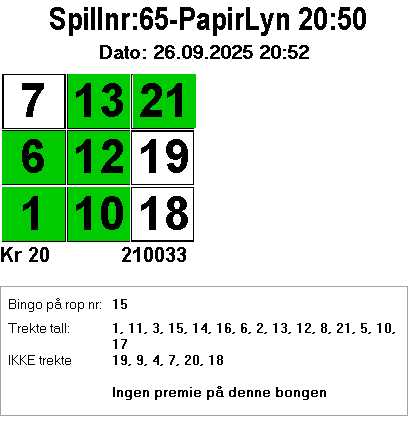 Spillnr:65-PapirLyn 20:50
Dato: 26.09.2025 20:52
7 13 21
6 12 19
1 10 18
Kr 20 210033
Bingo på rop nr: 15
Trekte tall: 1, 11, 3, 15, 14, 16, 6, 2, 13, 12, 8, 21, 5, 10,
17
IKKE trekte 19, 9, 4, 7, 20, 18
Ingen premie på denne bongen